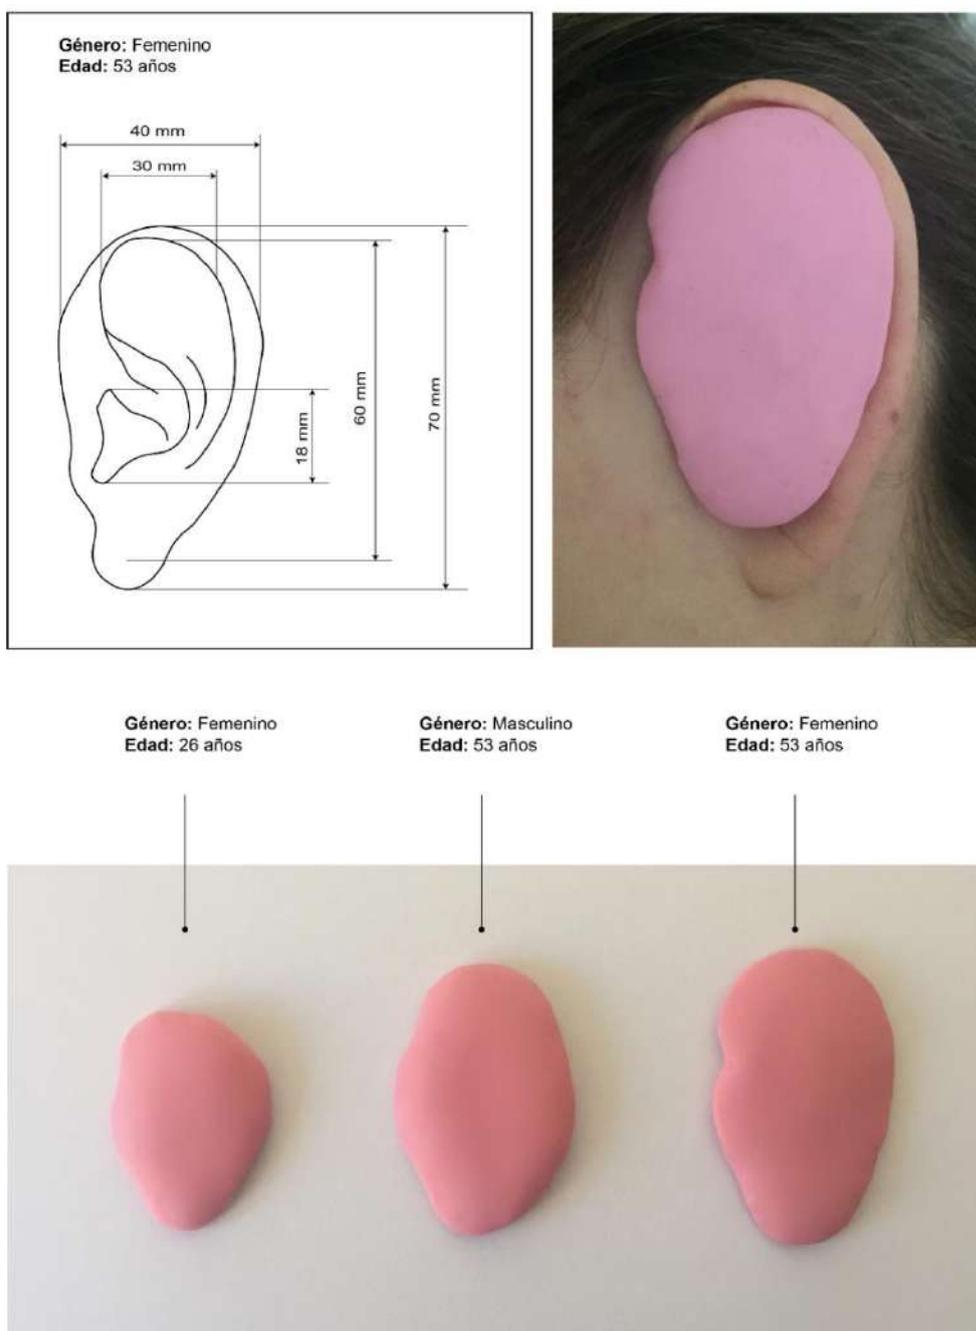 Género: Femenino
Edad: 53 años
40 mm
30 mm
18 mm
60 mm
70 mm
Género: Femenino
Edad: 26 años
Género: Masculino
Edad: 53 años
Género: Femenino
Edad: 53 años